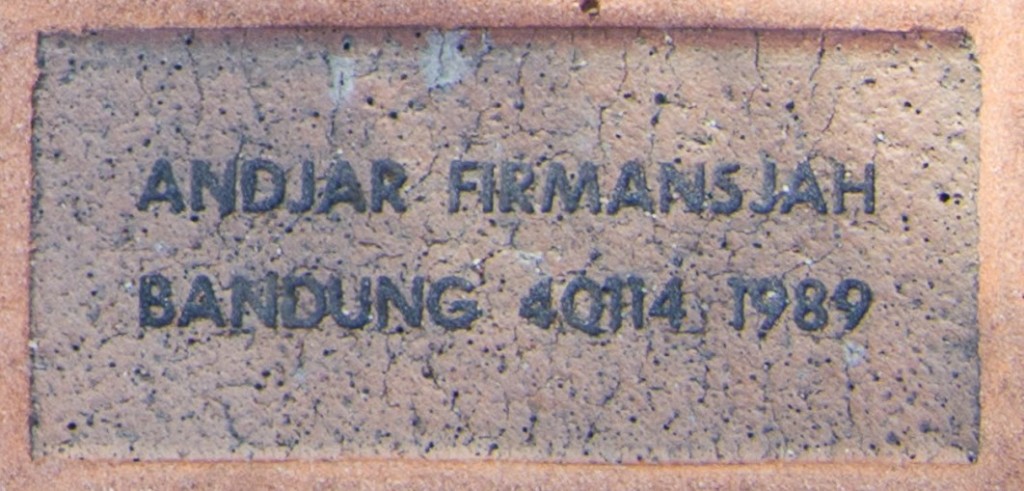 ANDJAR FIRMANSJAH
BANDUNG 40114 1989